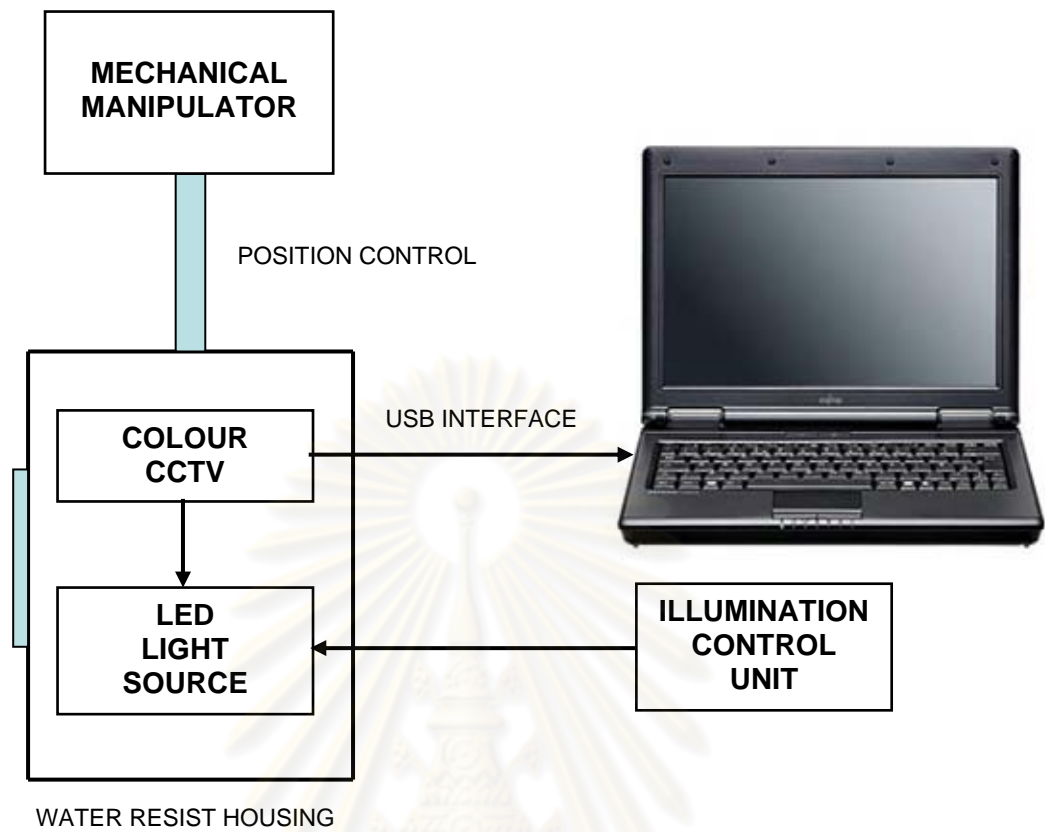 MECHANICAL
MANIPULATOR
POSITION CONTROL
USB INTERFACE
COLOUR
CCTV
LED
LIGHT
SOURCE
ILLUMINATION
CONTROL
UNIT
WATER RESIST HOUSING